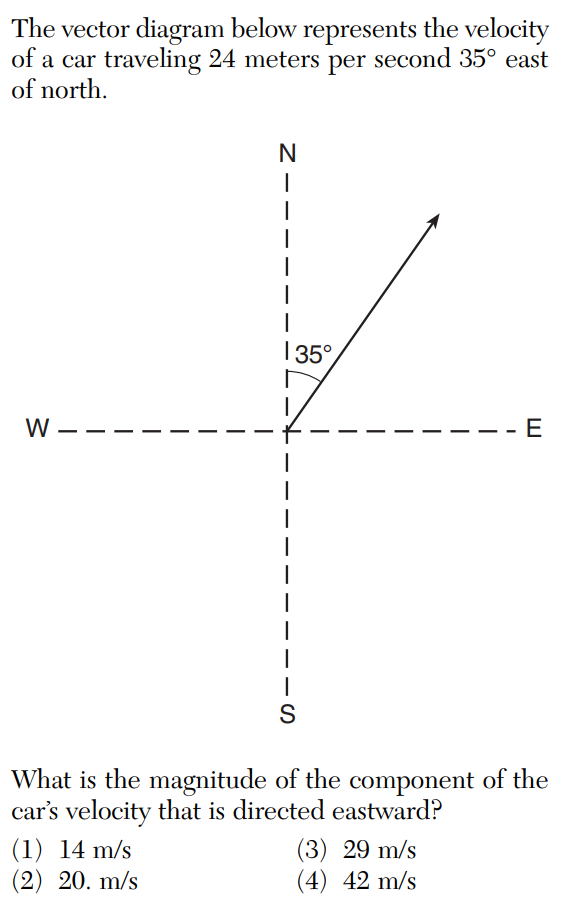 The vector diagram below represents the velocity
of a car traveling 24 meters per second 35° east
of north.
N
35°
W
E
S
What is the magnitude of the component of the
car’s velocity that is directed eastward?
(1) 14 m/s (3) 29 m/s
(2) 20. m/s (4) 42 m/s